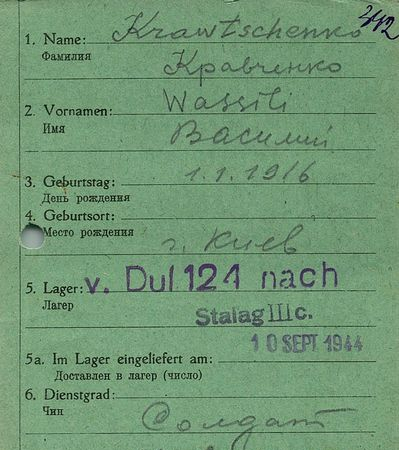 342
1. Name: Krawtschenko
Фамилия
Кравченко
2. Vornamen: Wassili
Имя
Василий
3. Geburtstag: 1.1.1916
День рождения
4. Geburtsort:
Место рождения
г. Киев
5. Lager: v. Dul 124 nach
Лагер
Stalag III c.
10 SEPT 1944
5a. Im Lager eingeliefert am:
Доставлен в лагер (число)
6. Dienstgrad:
Чин
Солдат